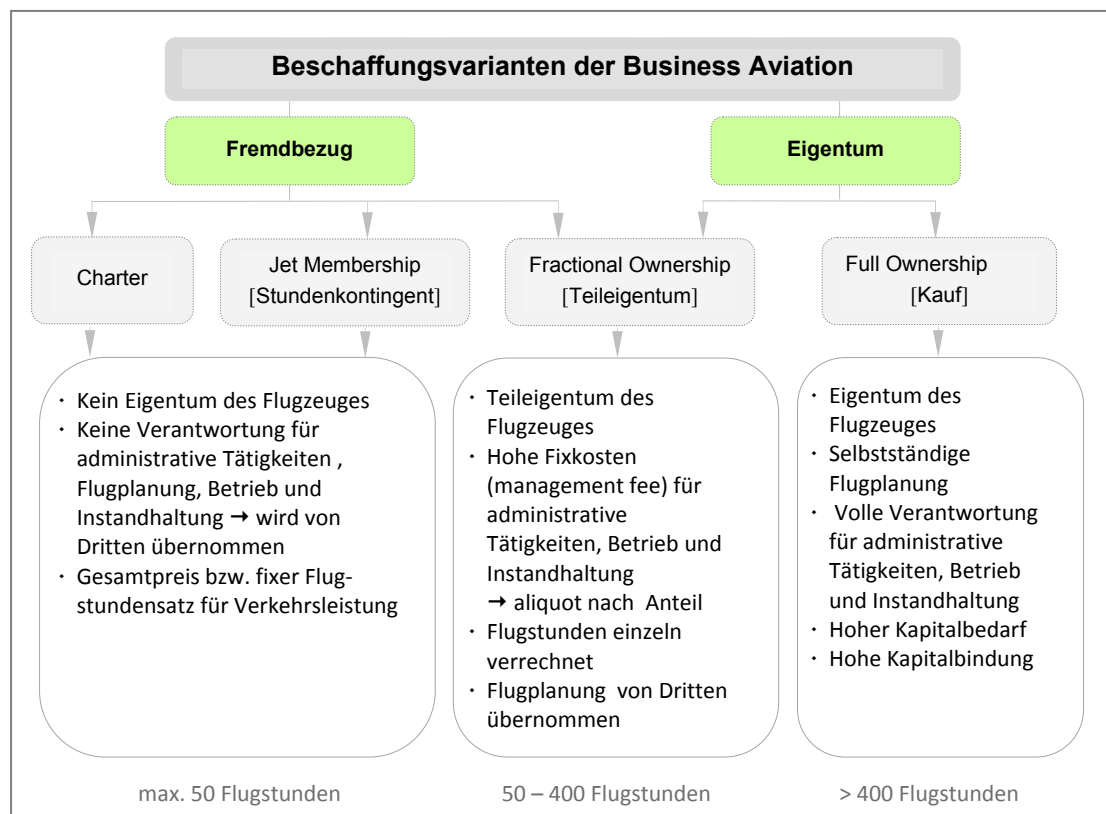 Beschaffungsvarianten der Business Aviation
Fremdbezug
Eigentum
Charter
Jet Membership
[Stundenkontingent]
Fractional Ownership
[Teileigentum]
Full Ownership
[Kauf]
· Kein Eigentum des Flugzeuges
· Keine Verantwortung für
administrative Tätigkeiten ,
Flugplanung, Betrieb und
Instandhaltung → wird von
Dritten übernommen
· Gesamtpreis bzw. fixer Flug-
stundensatz für Verkehrsleistung
· Teileigentum des
Flugzeuges
· Hohe Fixkosten
(management fee) für
administrative
Tätigkeiten, Betrieb und
Instandhaltung
→ aliquot nach Anteil
· Flugstunden einzeln
verrechnet
· Flugplanung von Dritten
übernommen
· Eigentum des
Flugzeuges
· Selbstständige
Flugplanung
· Volle Verantwortung
für administrative
Tätigkeiten, Betrieb
und Instandhaltung
· Hoher Kapitalbedarf
· Hohe Kapitalbindung
max. 50 Flugstunden
50 – 400 Flugstunden
> 400 Flugstunden